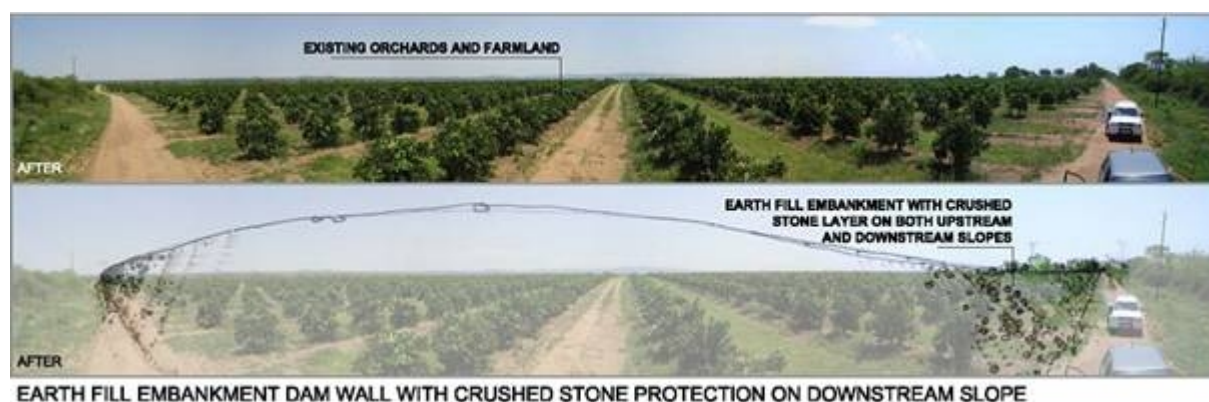 EXISTING ORCHARDS AND FARMLAND
AFTER
EARTH FILL EMBANKMENT WITH CRUSHED
STONE LAYER ON BOTH UPSTREAM
AND DOWNSTREAM SLOPES
AFTER
EARTH FILL EMBANKMENT DAM WALL WITH CRUSHED STONE PROTECTION ON DOWNSTREAM SLOPE